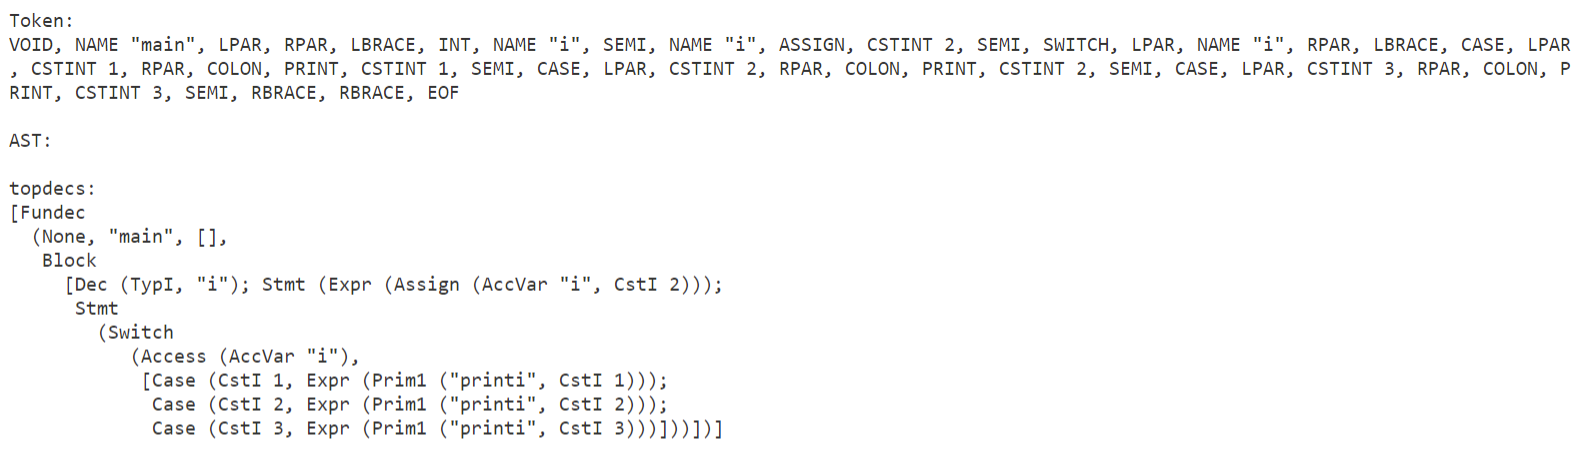 Token:
VOID, NAME "main", LPAR, RPAR, LBRACE, INT, NAME "i", SEMI, NAME "i", ASSIGN, CSTINT 2, SEMI, SWITCH, LPAR, NAME "i", RPAR, LBRACE, CASE, LPAR
, CSTINT 1, RPAR, COLON, PRINT, CSTINT 1, SEMI, CASE, LPAR, CSTINT 2, RPAR, COLON, PRINT, CSTINT 2, SEMI, CASE, LPAR, CSTINT 3, RPAR, COLON, P
RINT, CSTINT 3, SEMI, RBRACE, RBRACE, EOF

AST:

topdecs:
[Fundec
  (None, "main", [],
   Block
     [Dec (TypI, "i"); Stmt (Expr (Assign (AccVar "i", CstI 2)));
      Stmt
        (Switch
           (Access (AccVar "i"),
            [Case (CstI 1, Expr (Prim1 ("printi", CstI 1)));
             Case (CstI 2, Expr (Prim1 ("printi", CstI 2)));
             Case (CstI 3, Expr (Prim1 ("printi", CstI 3)))]))])]